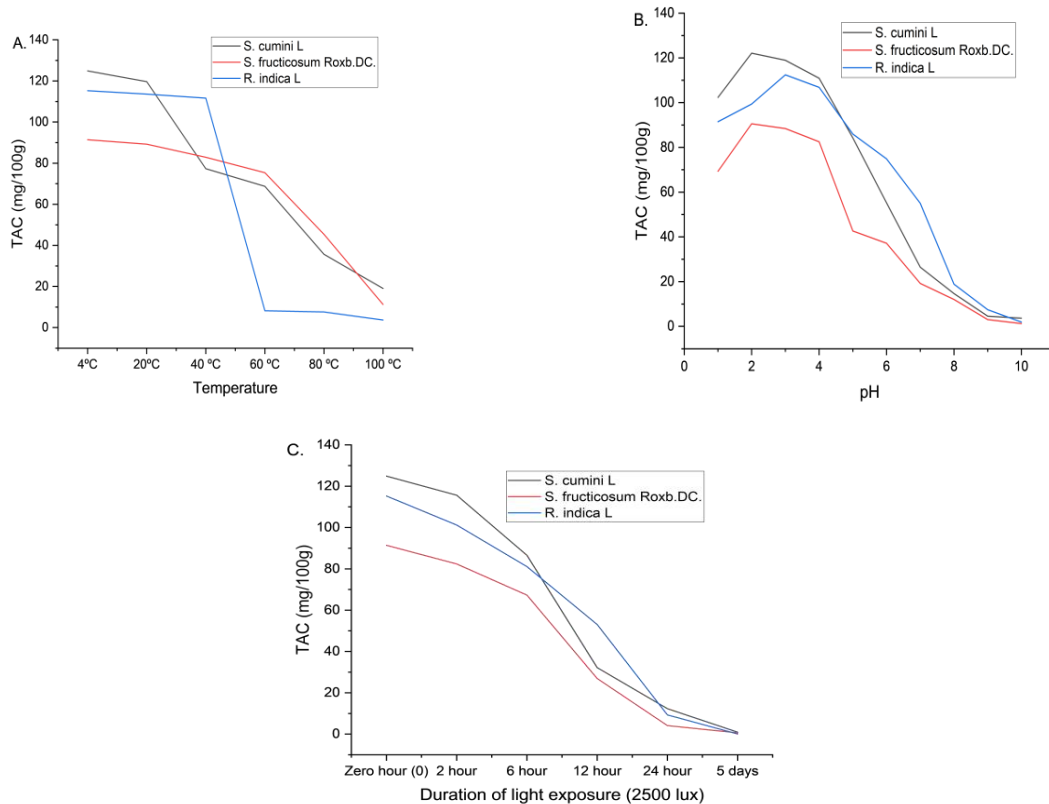 A.
S. cumini L
S. fructicosum Roxb.DC.
R. indica L
TAC (mg/100g)
140
120
100
80
60
40
20
0
4ºC
20ºC
40 ºC
60 ºC
80 ºC
100 ºC
Temperature
B.
S. cumini L
S. fructicosum Roxb.DC.
R. indica L
TAC (mg/100g)
140
120
100
80
60
40
20
0
0
2
4
6
8
10
pH
C.
S. cumini L
S. fructicosum Roxb.DC.
R. indica L
TAC (mg/100g)
140
120
100
80
60
40
20
0
Zero hour (0)
2 hour
6 hour
12 hour
24 hour
5 days
Duration of light exposure (2500 lux)